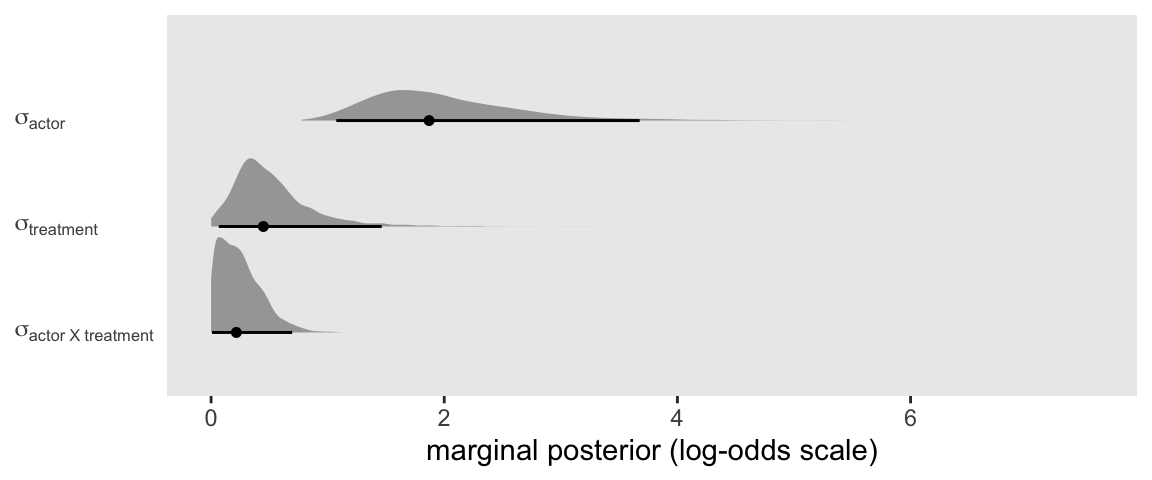 σactor
σtreatment
σactor X treatment
0 2 4 6
marginal posterior (log-odds scale)